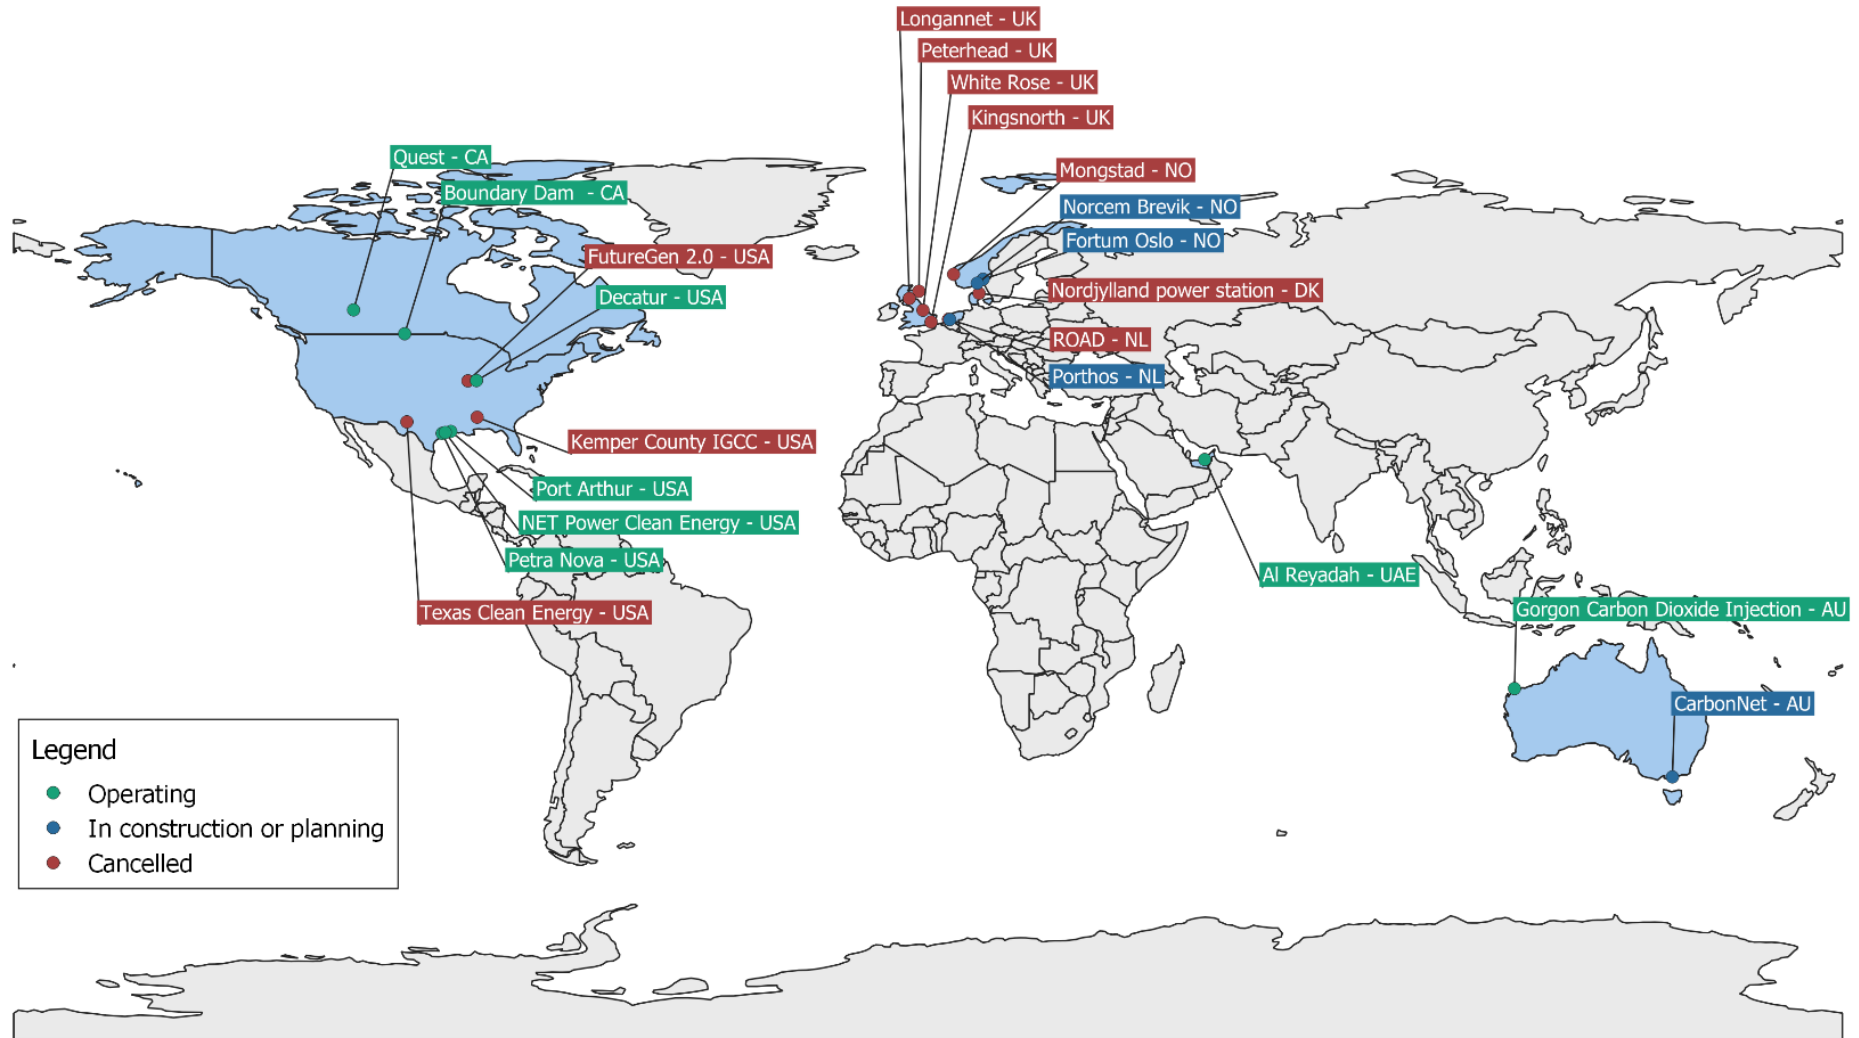 Longannet - UK
Peterhead - UK
White Rose - UK
Kingsnorth - UK
Quest - CA
Mongstad - NO
Boundary Dam - CA
Norcem Brevik - NO
Fortum Oslo - NO
FutureGen 2.0 - USA
Nordjylland power station - DK
Decatur - USA
ROAD - NL
Porthos - NL
Kemper County IGCC - USA
Port Arthur - USA
NET Power Clean Energy - USA
Petra Nova - USA
Al Reyadah - UAE
Texas Clean Energy - USA
Gorgon Carbon Dioxide Injection - AU
CarbonNet - AU
Legend
Operating
In construction or planning
Cancelled